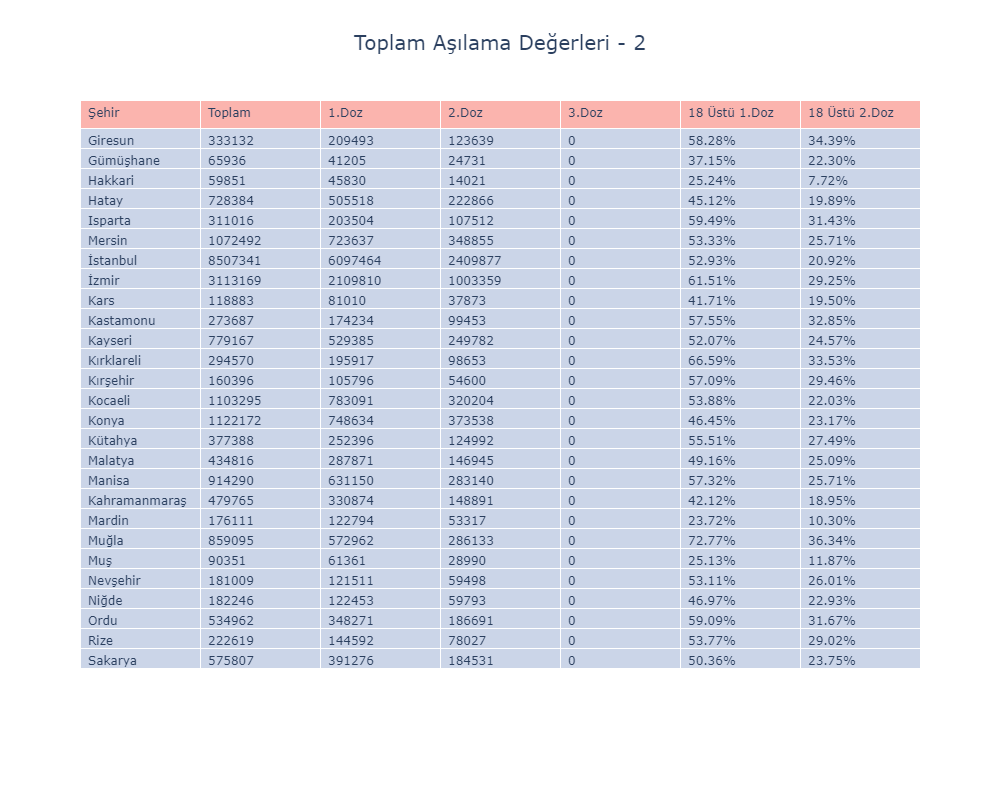 Toplam Aşılama Değerleri - 2
Şehir Toplam 1.Doz 2.Doz 3.Doz 18 Üstü 1.Doz 18 Üstü 2.Doz
Giresun 333132 209493 123639 0 58.28% 34.39%
Gümüşhane 65936 41205 24731 0 37.15% 22.30%
Hakkari 59851 45830 14021 0 25.24% 7.72%
Hatay 728384 505518 222866 0 45.12% 19.89%
Isparta 311016 203504 107512 0 59.49% 31.43%
Mersin 1072492 723637 348855 0 53.33% 25.71%
İstanbul 8507341 6097464 2409877 0 52.93% 20.92%
İzmir 3113169 2109810 1003359 0 61.51% 29.25%
Kars 118883 81010 37873 0 41.71% 19.50%
Kastamonu 273687 174234 99453 0 57.55% 32.85%
Kayseri 779167 529385 249782 0 52.07% 24.57%
Kırklareli 294570 195917 98653 0 66.59% 33.53%
Kırşehir 160396 105796 54600 0 57.09% 29.46%
Kocaeli 1103295 783091 320204 0 53.88% 22.03%
Konya 1122172 748634 373538 0 46.45% 23.17%
Kütahya 377388 252396 124992 0 55.51% 27.49%
Malatya 434816 287871 146945 0 49.16% 25.09%
Manisa 914290 631150 283140 0 57.32% 25.71%
Kahramanmaraş 479765 330874 148891 0 42.12% 18.95%
Mardin 176111 122794 53317 0 23.72% 10.30%
Muğla 859095 572962 286133 0 72.77% 36.34%
Muş 90351 61361 28990 0 25.13% 11.87%
Nevşehir 181009 121511 59498 0 53.11% 26.01%
Niğde 182246 122453 59793 0 46.97% 22.93%
Ordu 534962 348271 186691 0 59.09% 31.67%
Rize 222619 144592 78027 0 53.77% 29.02%
Sakarya 575807 391276 184531 0 50.36% 23.75%